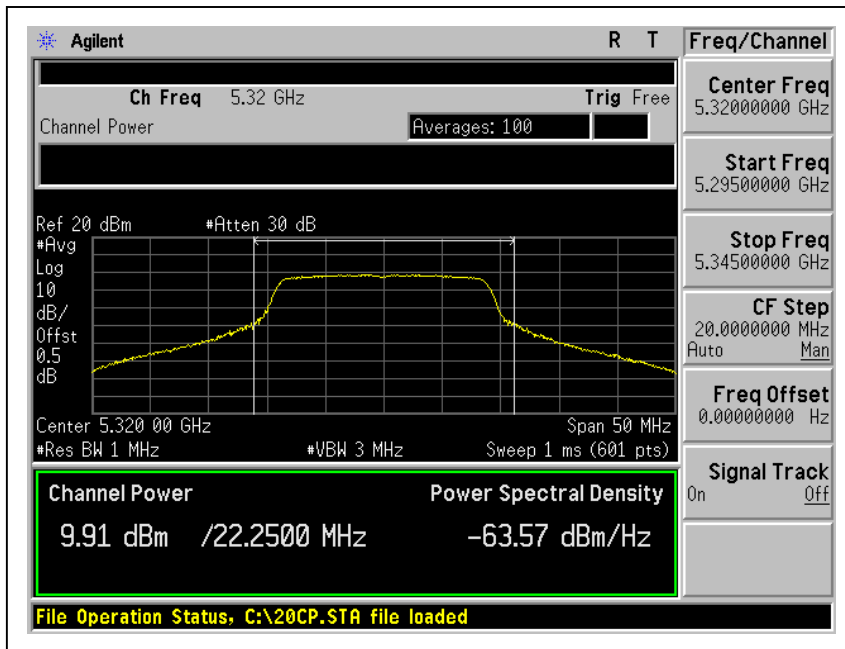 Agilent R T Freq/Channel
Ch Freq 5.32 GHz Trig Free
Channel Power Averages: 100
Center Freq
5.32000000 GHz
Start Freq
5.29500000 GHz
Stop Freq
5.34500000 GHz
CF Step
20.0000000 MHz
Auto Man
Freq Offset
0.00000000 Hz
Signal Track
On Off
Ref 20 dBm #Atten 30 dB
#Avg
Log
10
dB/
Offst
0.5
dB
Center 5.320 00 GHz Span 50 MHz
#Res BW 1 MHz #VBW 3 MHz Sweep 1 ms (601 pts)
Channel Power Power Spectral Density
9.91 dBm /22.2500 MHz -63.57 dBm/Hz
File Operation Status, C:\20CP.STA file loaded